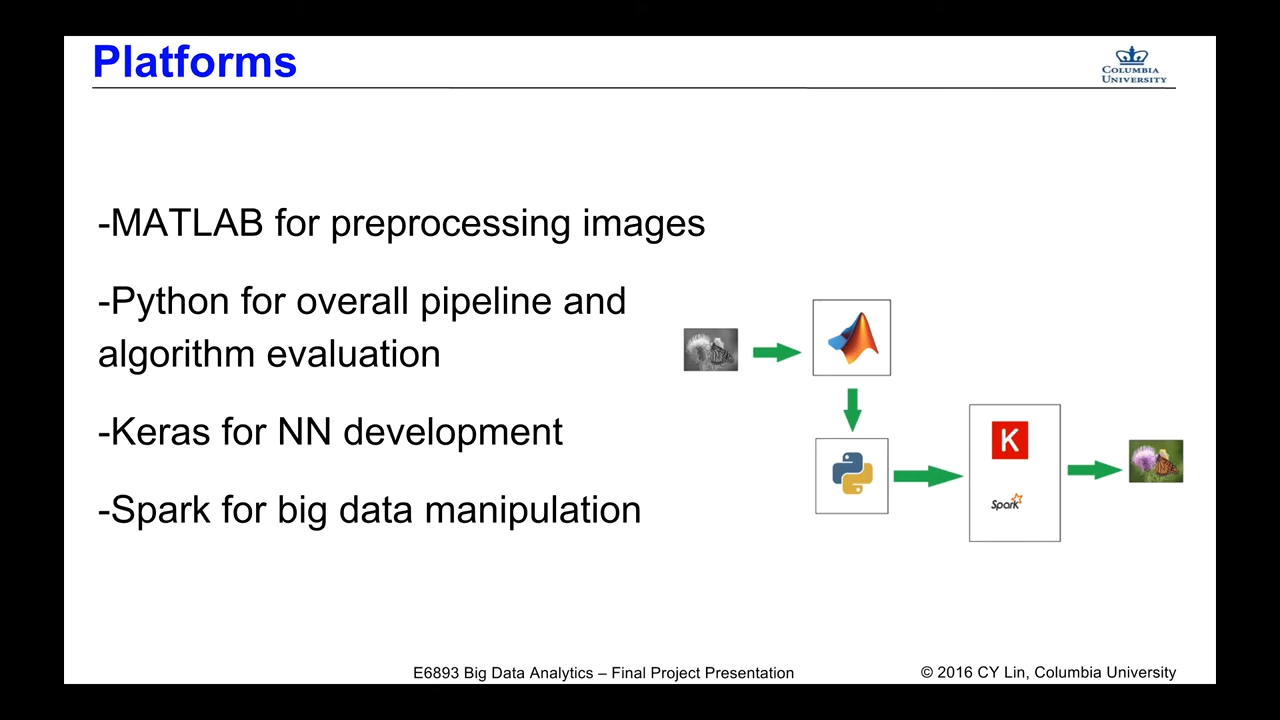 Platforms
COLUMBIA
UNIVERSITY
-MATLAB for preprocessing images
-Python for overall pipeline and
algorithm evaluation
-Keras for NN development
-Spark for big data manipulation
K
Spark
E6893 Big Data Analytics – Final Project Presentation
© 2016 CY Lin, Columbia University